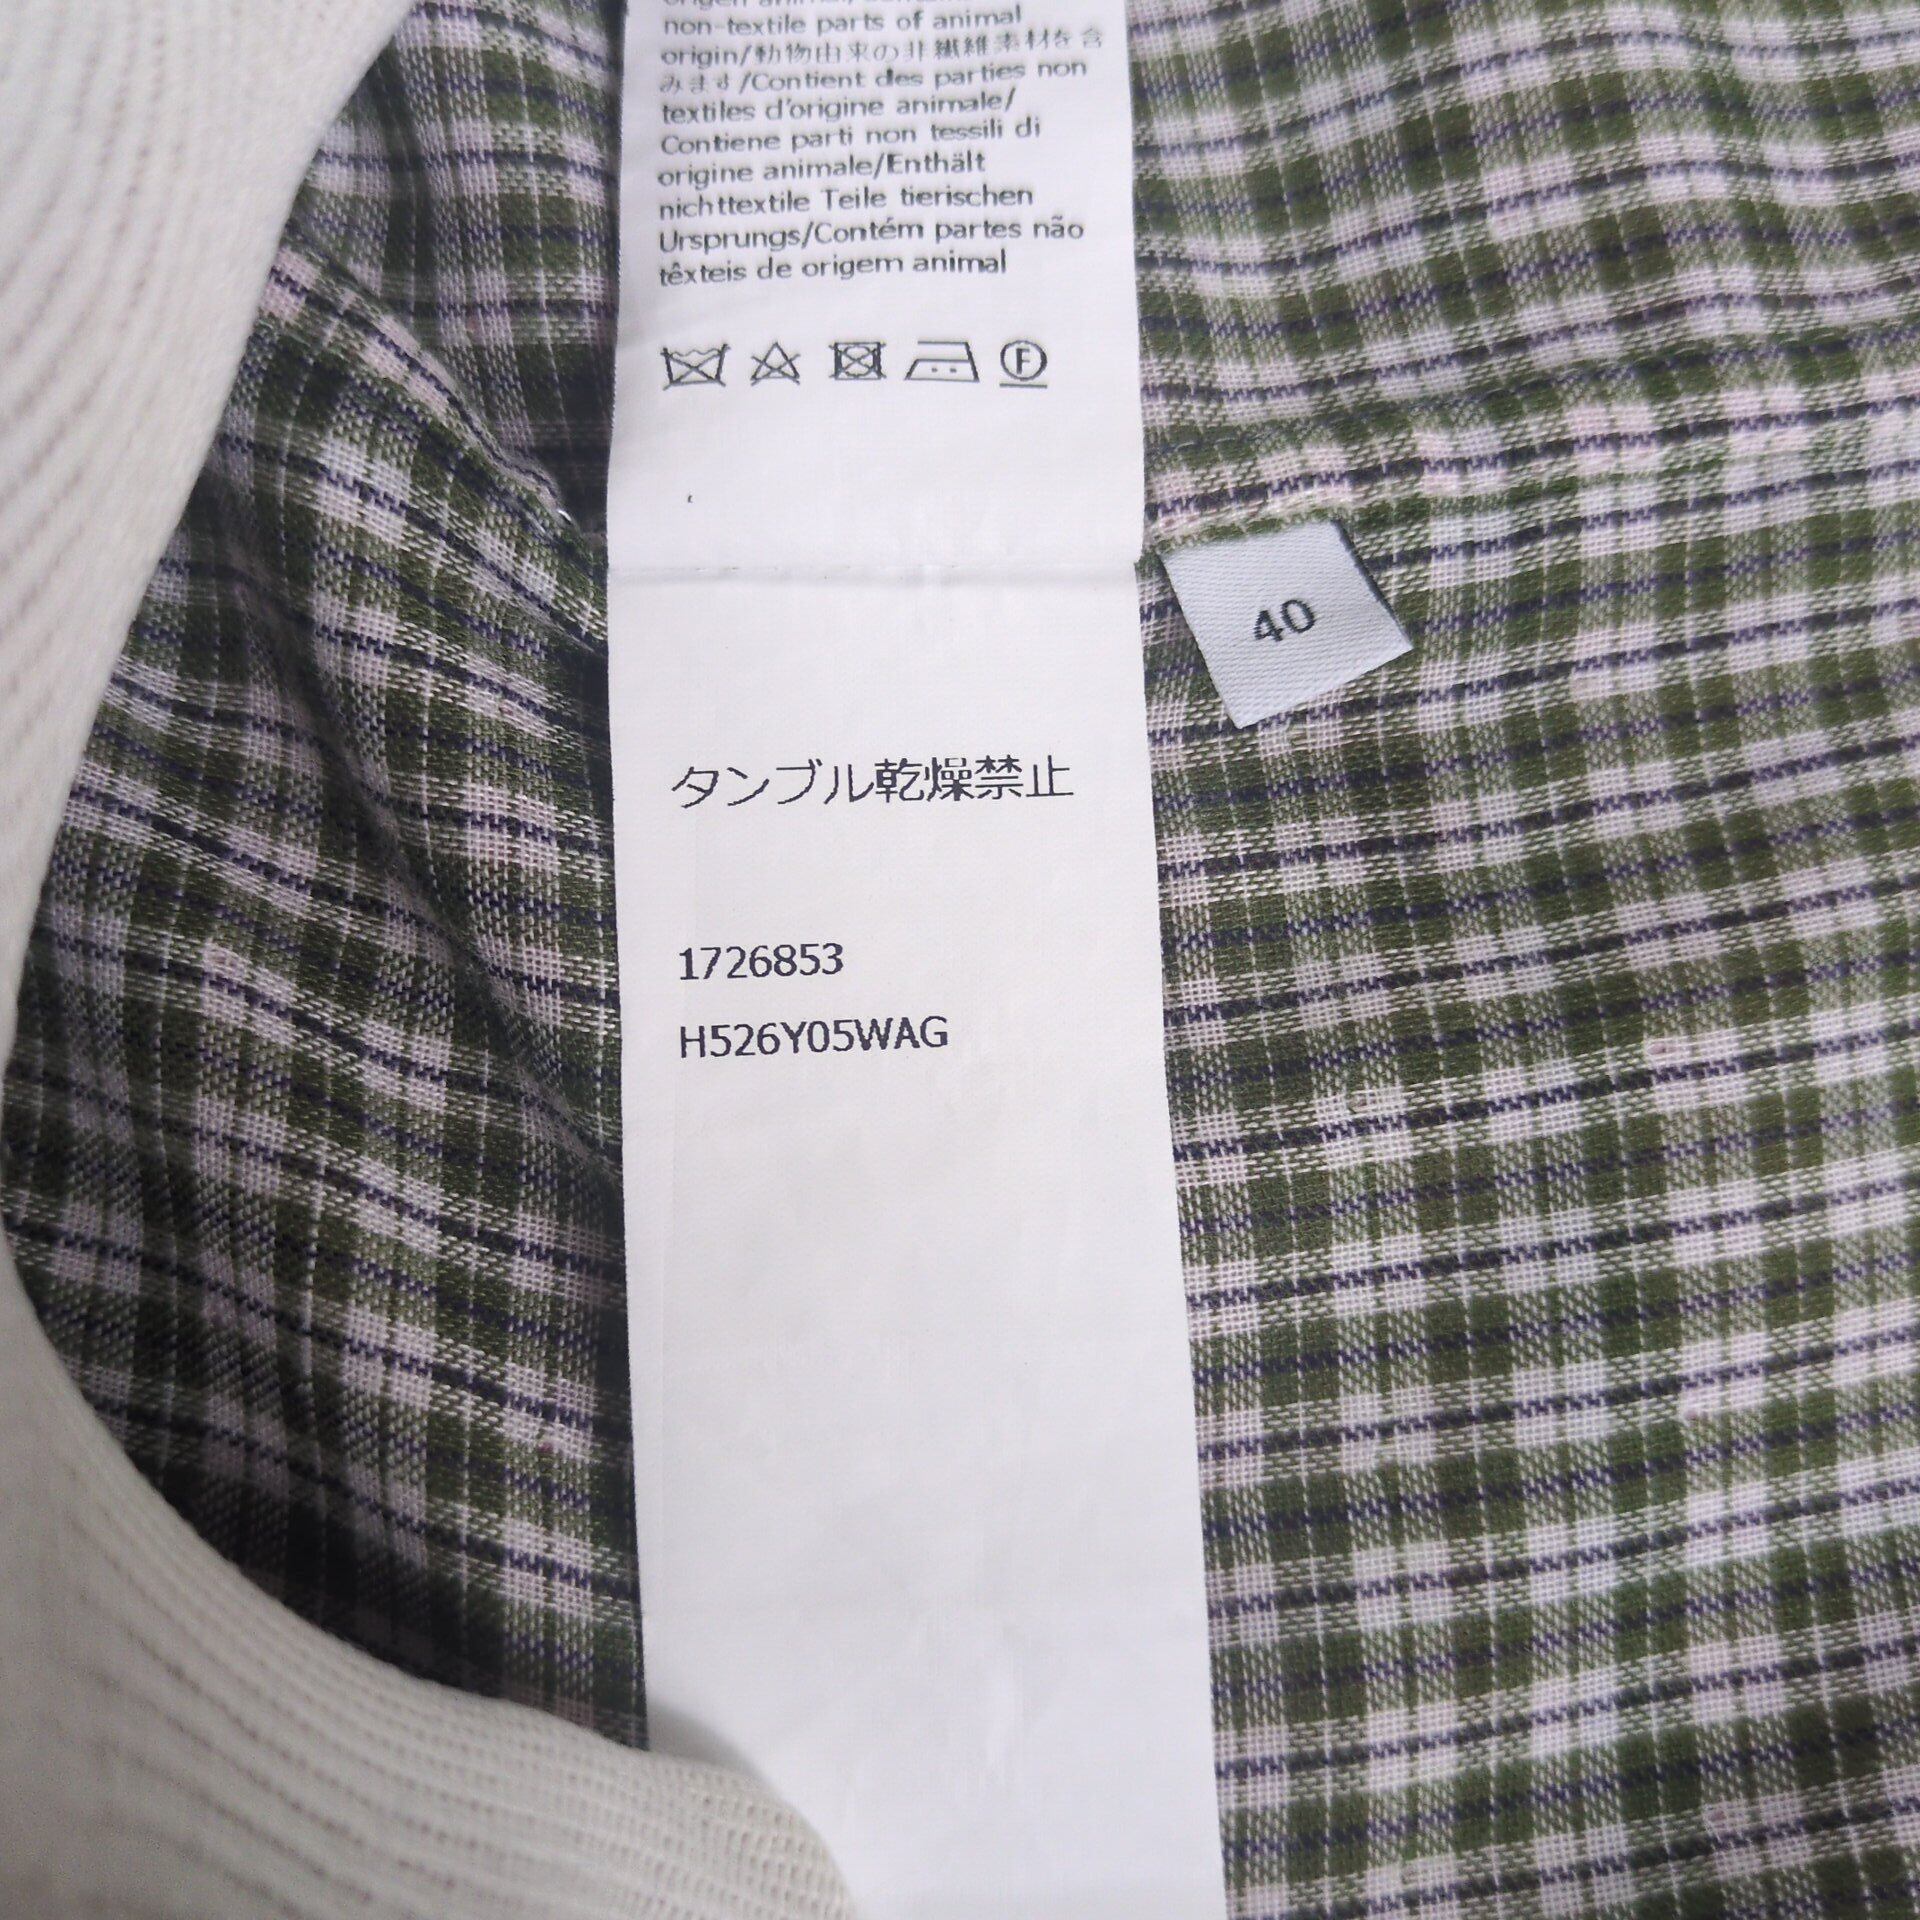 non-textile parts of animal
origin/動物由来の非繊維素材を含
みます/Contient des parties non
textiles d'origine animale/
Contiene parti non tessili di
origine animale/Enthält
nichttextile Teile tierischen
Ursprungs/Contém partes não
têxteis de origem animal
F
40
タンブル乾燥禁止
1726853
H526Y05WAG